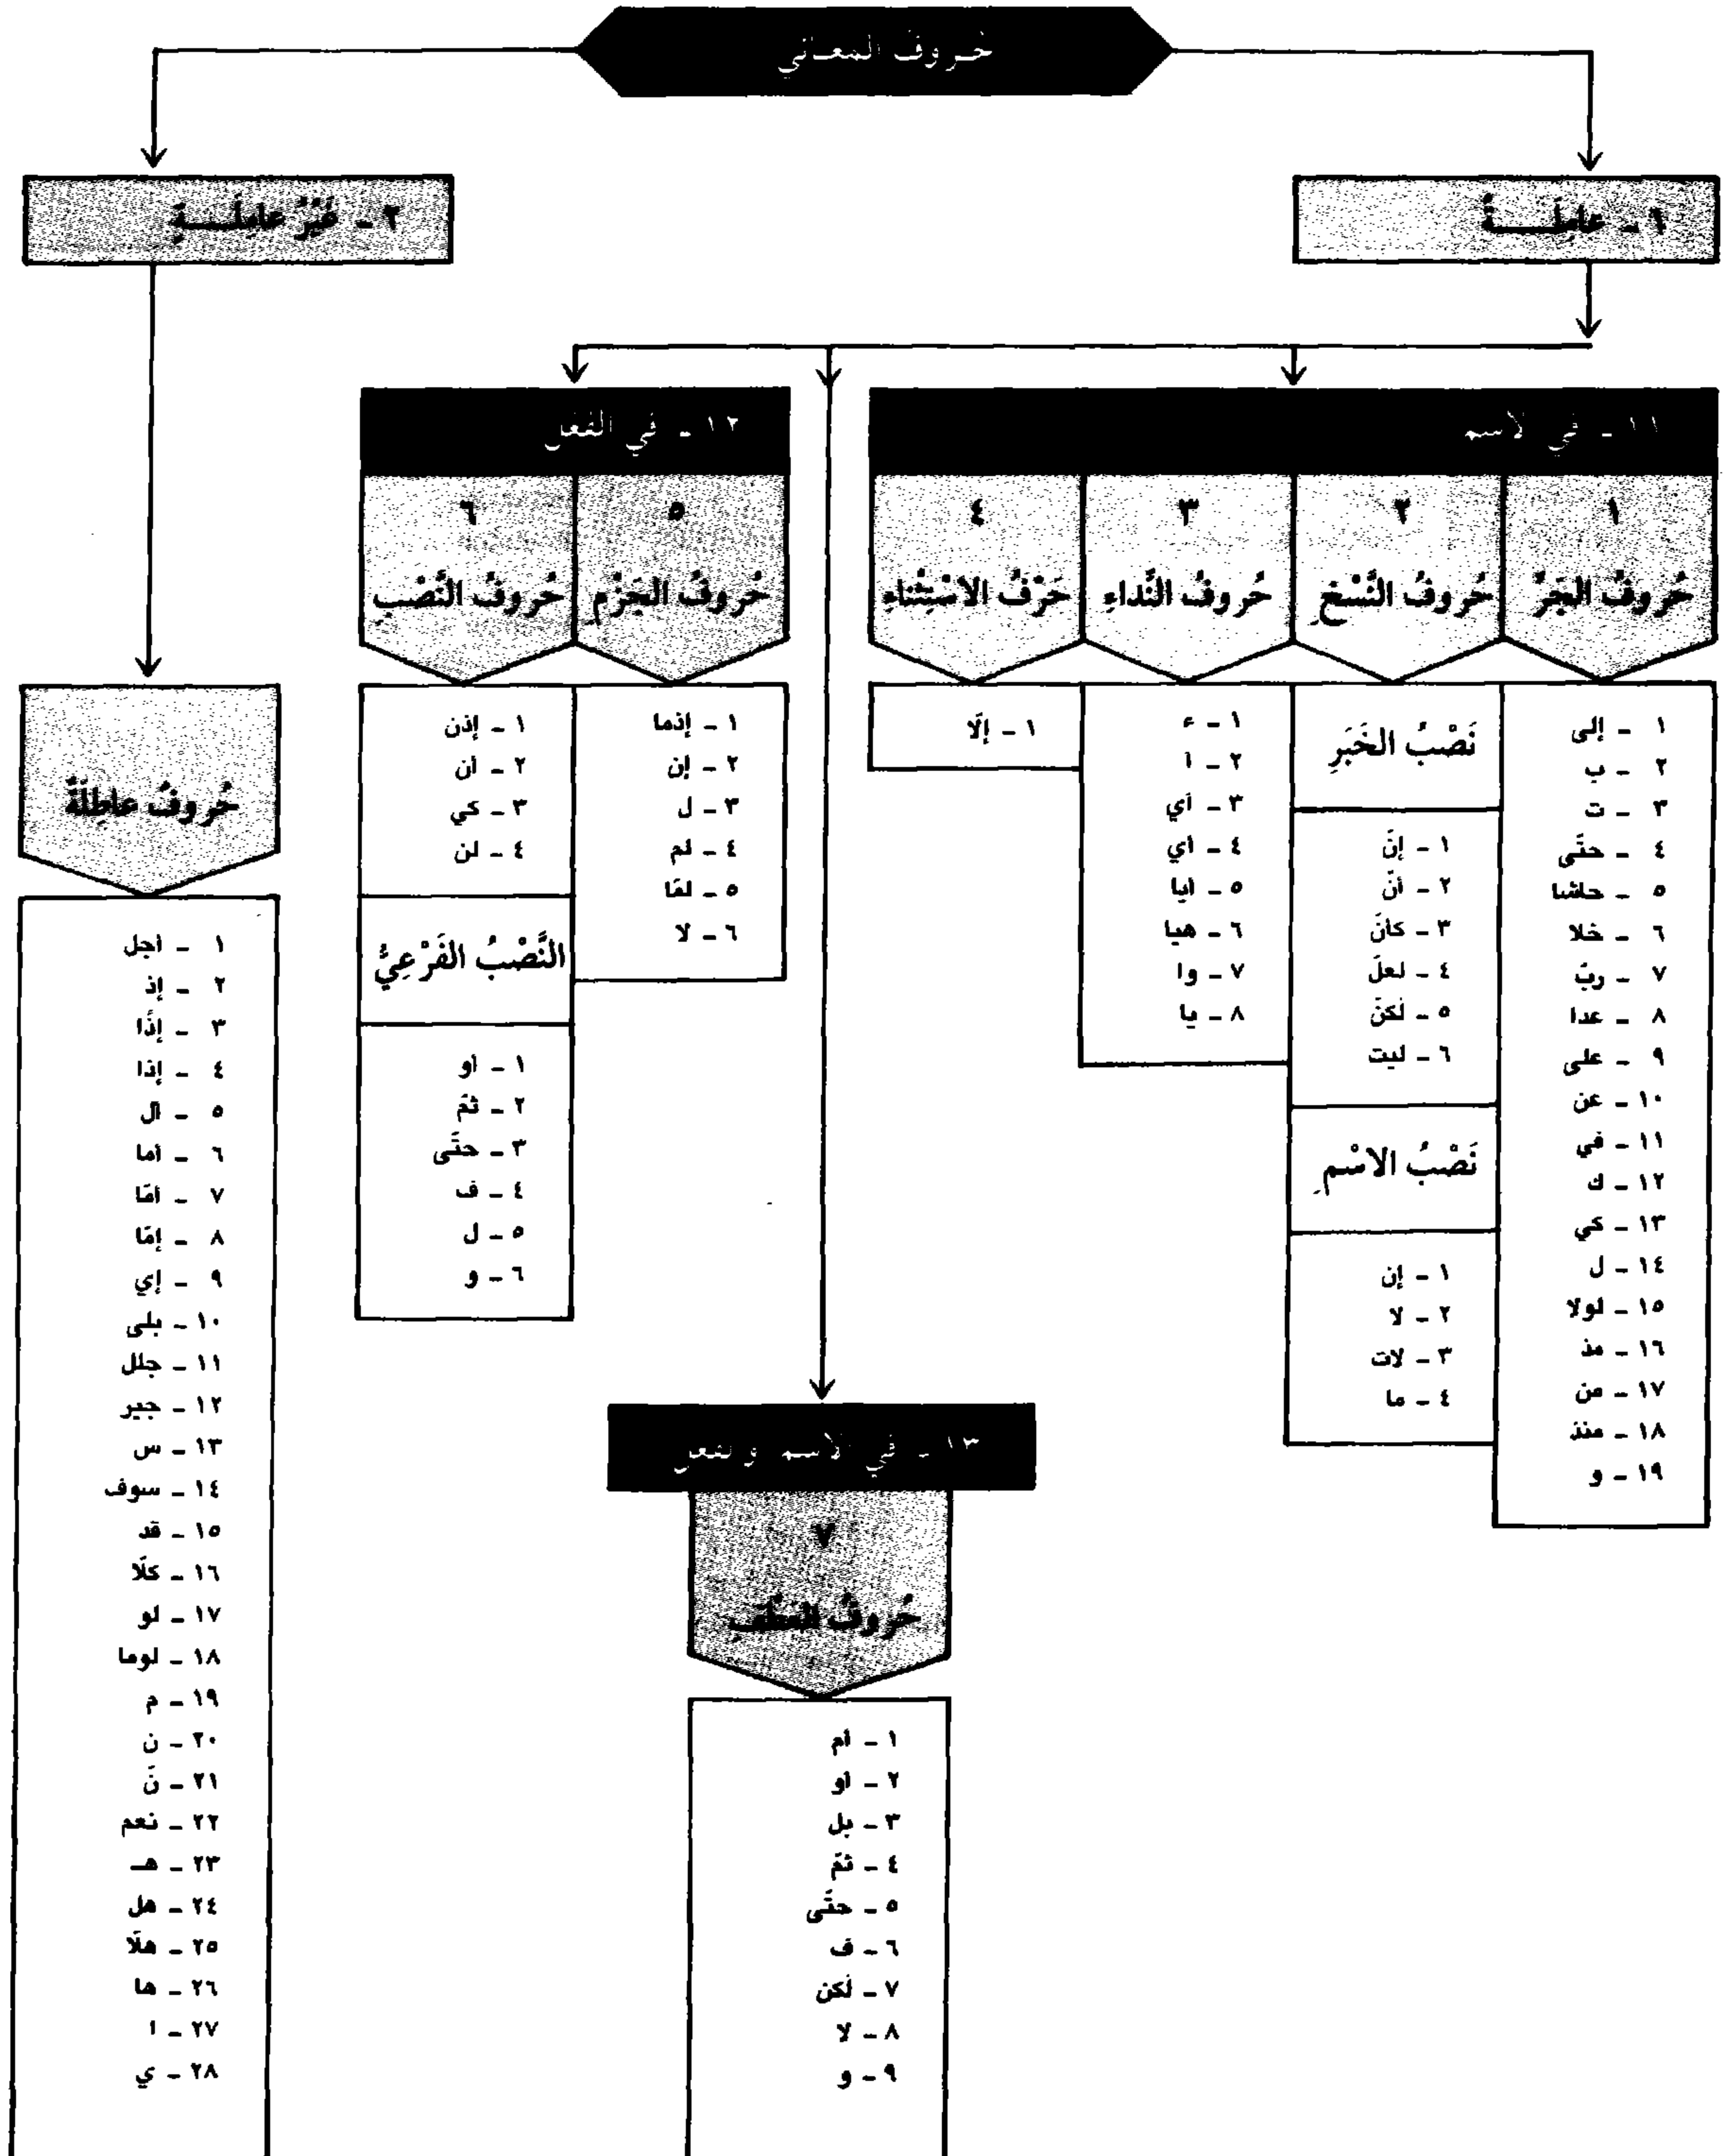 حُروفُ المعاني
١ - عامِلَةٌ
٢ - غَيْرُ عامِلَةٍ
١١ - في الاسم
١
حُروفُ الجَرِّ
١ - إلى
٢ - ب
٣ - ت
٤ - حتّى
٥ - حاشا
٦ - خلا
٧ - ربّ
٨ - عدا
٩ - على
١٠ - عن
١١ - في
١٢ - ك
١٣ - كي
١٤ - ل
١٥ - لولا
١٦ - مذ
١٧ - من
١٨ - منذ
١٩ - و
٢
حُروفُ النَّسْخِ
نَصْبُ الخَبَرِ
١ - إنّ
٢ - أنّ
٣ - كأنّ
٤ - لعلّ
٥ - لكنّ
٦ - ليت
نَصْبُ الاسْمِ
١ - إن
٢ - لا
٣ - لات
٤ - ما
٣
حُروفُ النِّداءِ
١ - ء
٢ - آ
٣ - أي
٤ - آي
٥ - أيا
٦ - هيا
٧ - وا
٨ - يا
٤
حَرْفُ الاسْتِثْناءِ
١ - إلّا
١٢ - في الفعل
٥
حُروفُ الجَزْمِ
١ - إذما
٢ - إن
٣ - ل
٤ - لم
٥ - لمّا
٦ - لا
٦
حُروفُ النَّصْبِ
١ - إذن
٢ - أن
٣ - كي
٤ - لن
النَّصْبُ الفَرْعِيُّ
١ - أو
٢ - ثمّ
٣ - حتّى
٤ - ف
٥ - ل
٦ - و
١٣ - في الاسم والفعل
٧
حُروفُ العَطْفِ
١ - أم
٢ - أو
٣ - بل
٤ - ثمّ
٥ - حتّى
٦ - ف
٧ - لكن
٨ - لا
٩ - و
حُروفٌ عاطِلَةٌ
١ - أجل
٢ - إذ
٣ - إذًا
٤ - إذا
٥ - أل
٦ - أما
٧ - أمّا
٨ - إمّا
٩ - إي
١٠ - بلى
١١ - جلل
١٢ - جير
١٣ - س
١٤ - سوف
١٥ - قد
١٦ - كلّا
١٧ - لو
١٨ - لوما
١٩ - م
٢٠ - ن
٢١ - نّ
٢٢ - نعم
٢٣ - هـ
٢٤ - هل
٢٥ - هلّا
٢٦ - ها
٢٧ - ا
٢٨ - ي